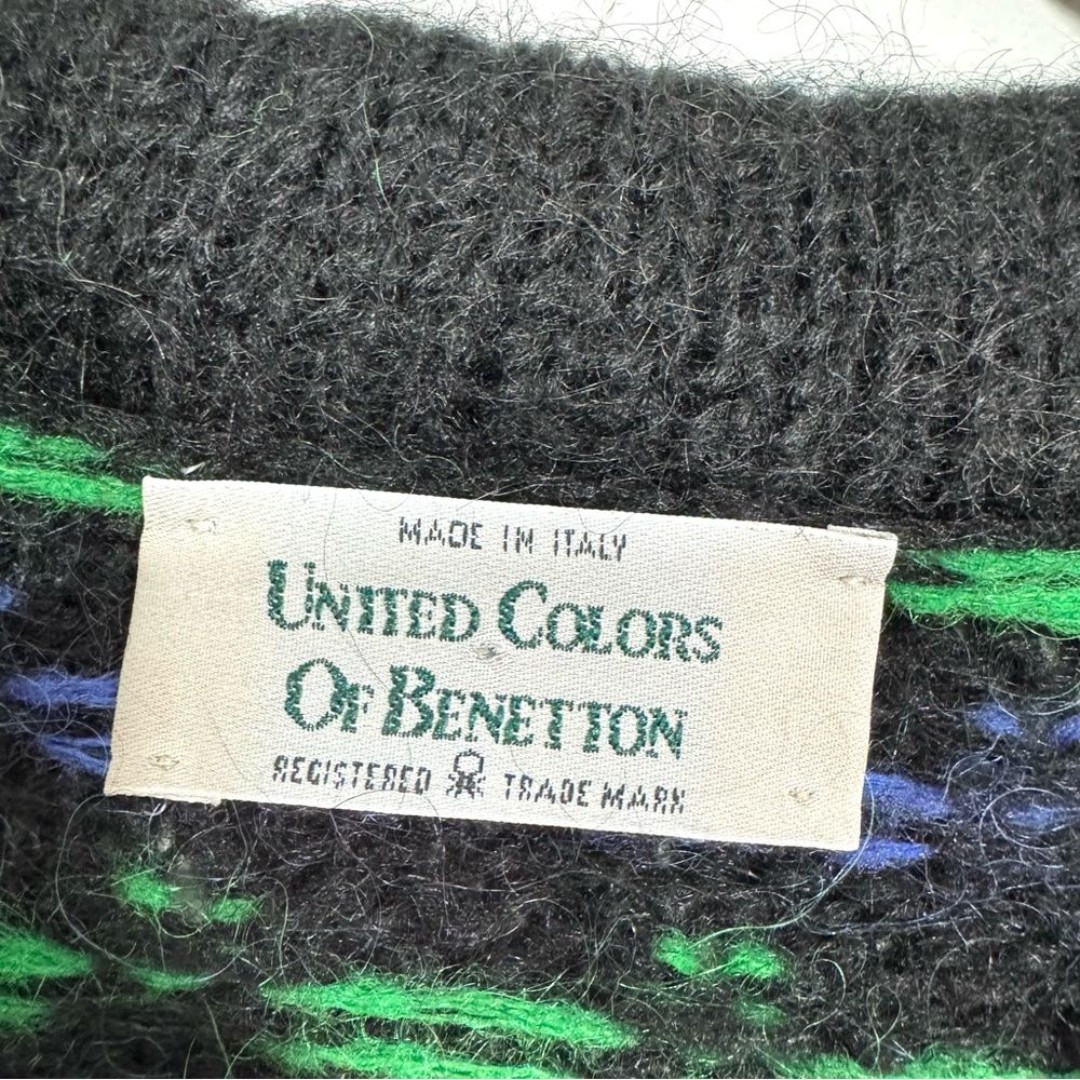 MADE IN ITALY
UNITED COLORS
OF BENETTON
REGISTERED TRADE MARK